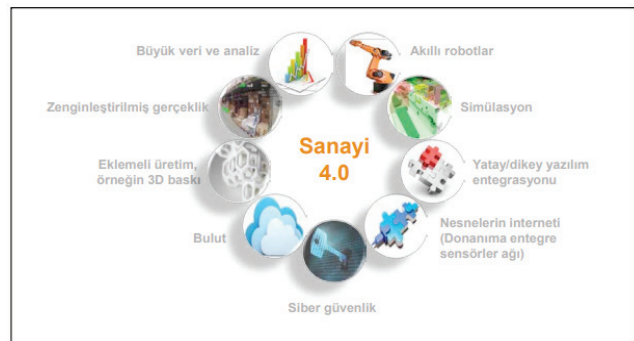 Büyük veri ve analiz
Akıllı robotlar
Zenginleştirilmiş gerçeklik
Simülasyon
Sanayi
4.0
Eklemeli üretim,
örneğin 3D baskı
Yatay/dikey yazılım
entegrasyonu
Bulut
Nesnelerin interneti
(Donanıma entegre
sensörler ağı)
Siber güvenlik